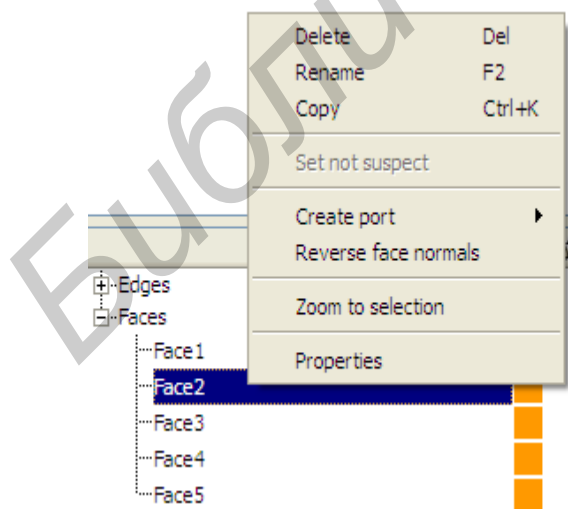 Delete Del
Rename F2
Copy Ctrl+K
Set not suspect
Create port
Reverse face normals
Zoom to selection
Properties
Edges
Faces
Face1
Face2
Face3
Face4
Face5
Библи